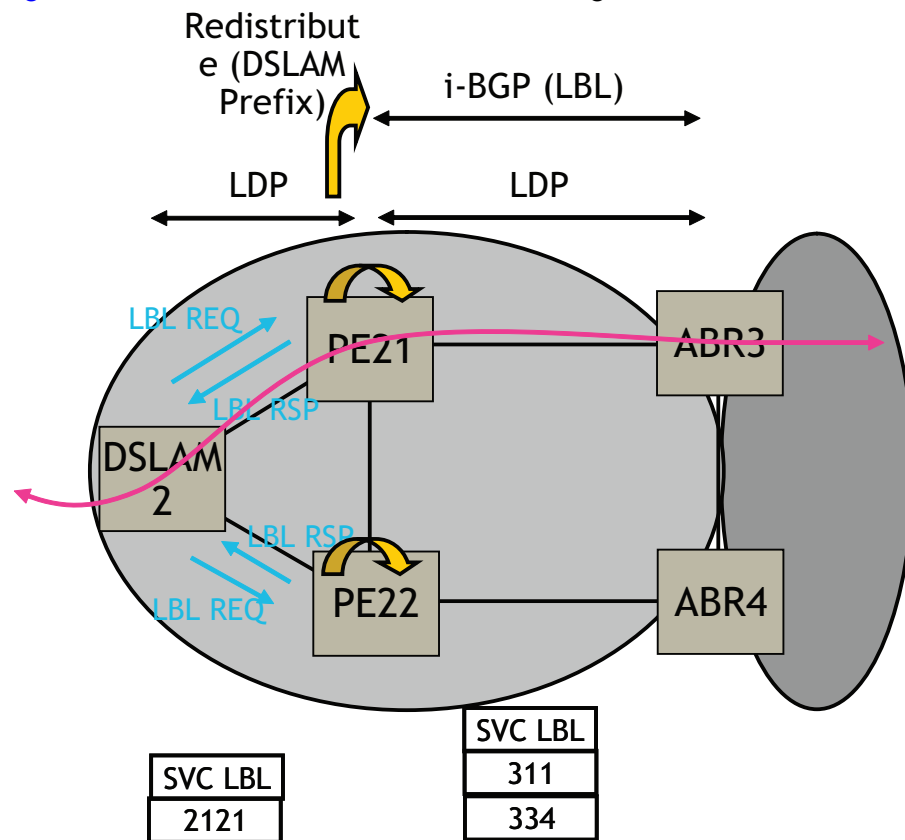 Redistribut
e (DSLAM
Prefix)
i-BGP (LBL)
LDP
LDP
LBL REQ
PE21
ABR3
LBL RSP
DSLAM
2
LBL RSP
LBL REQ
PE22
ABR4
SVC LBL
311
334
SVC LBL
2121